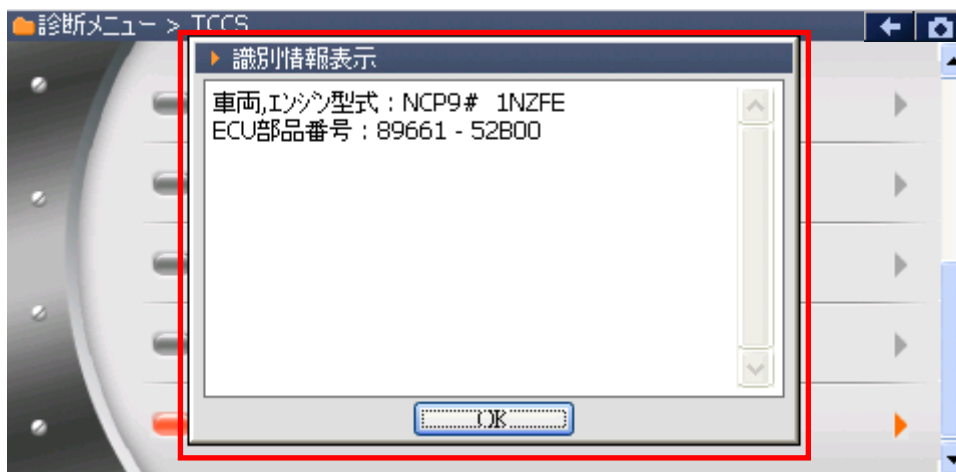 診断メニュー > TCCS
識別情報表示
車両,エンジン型式：NCP9#  1NZFE
ECU部品番号：89661 - 52B00
OK